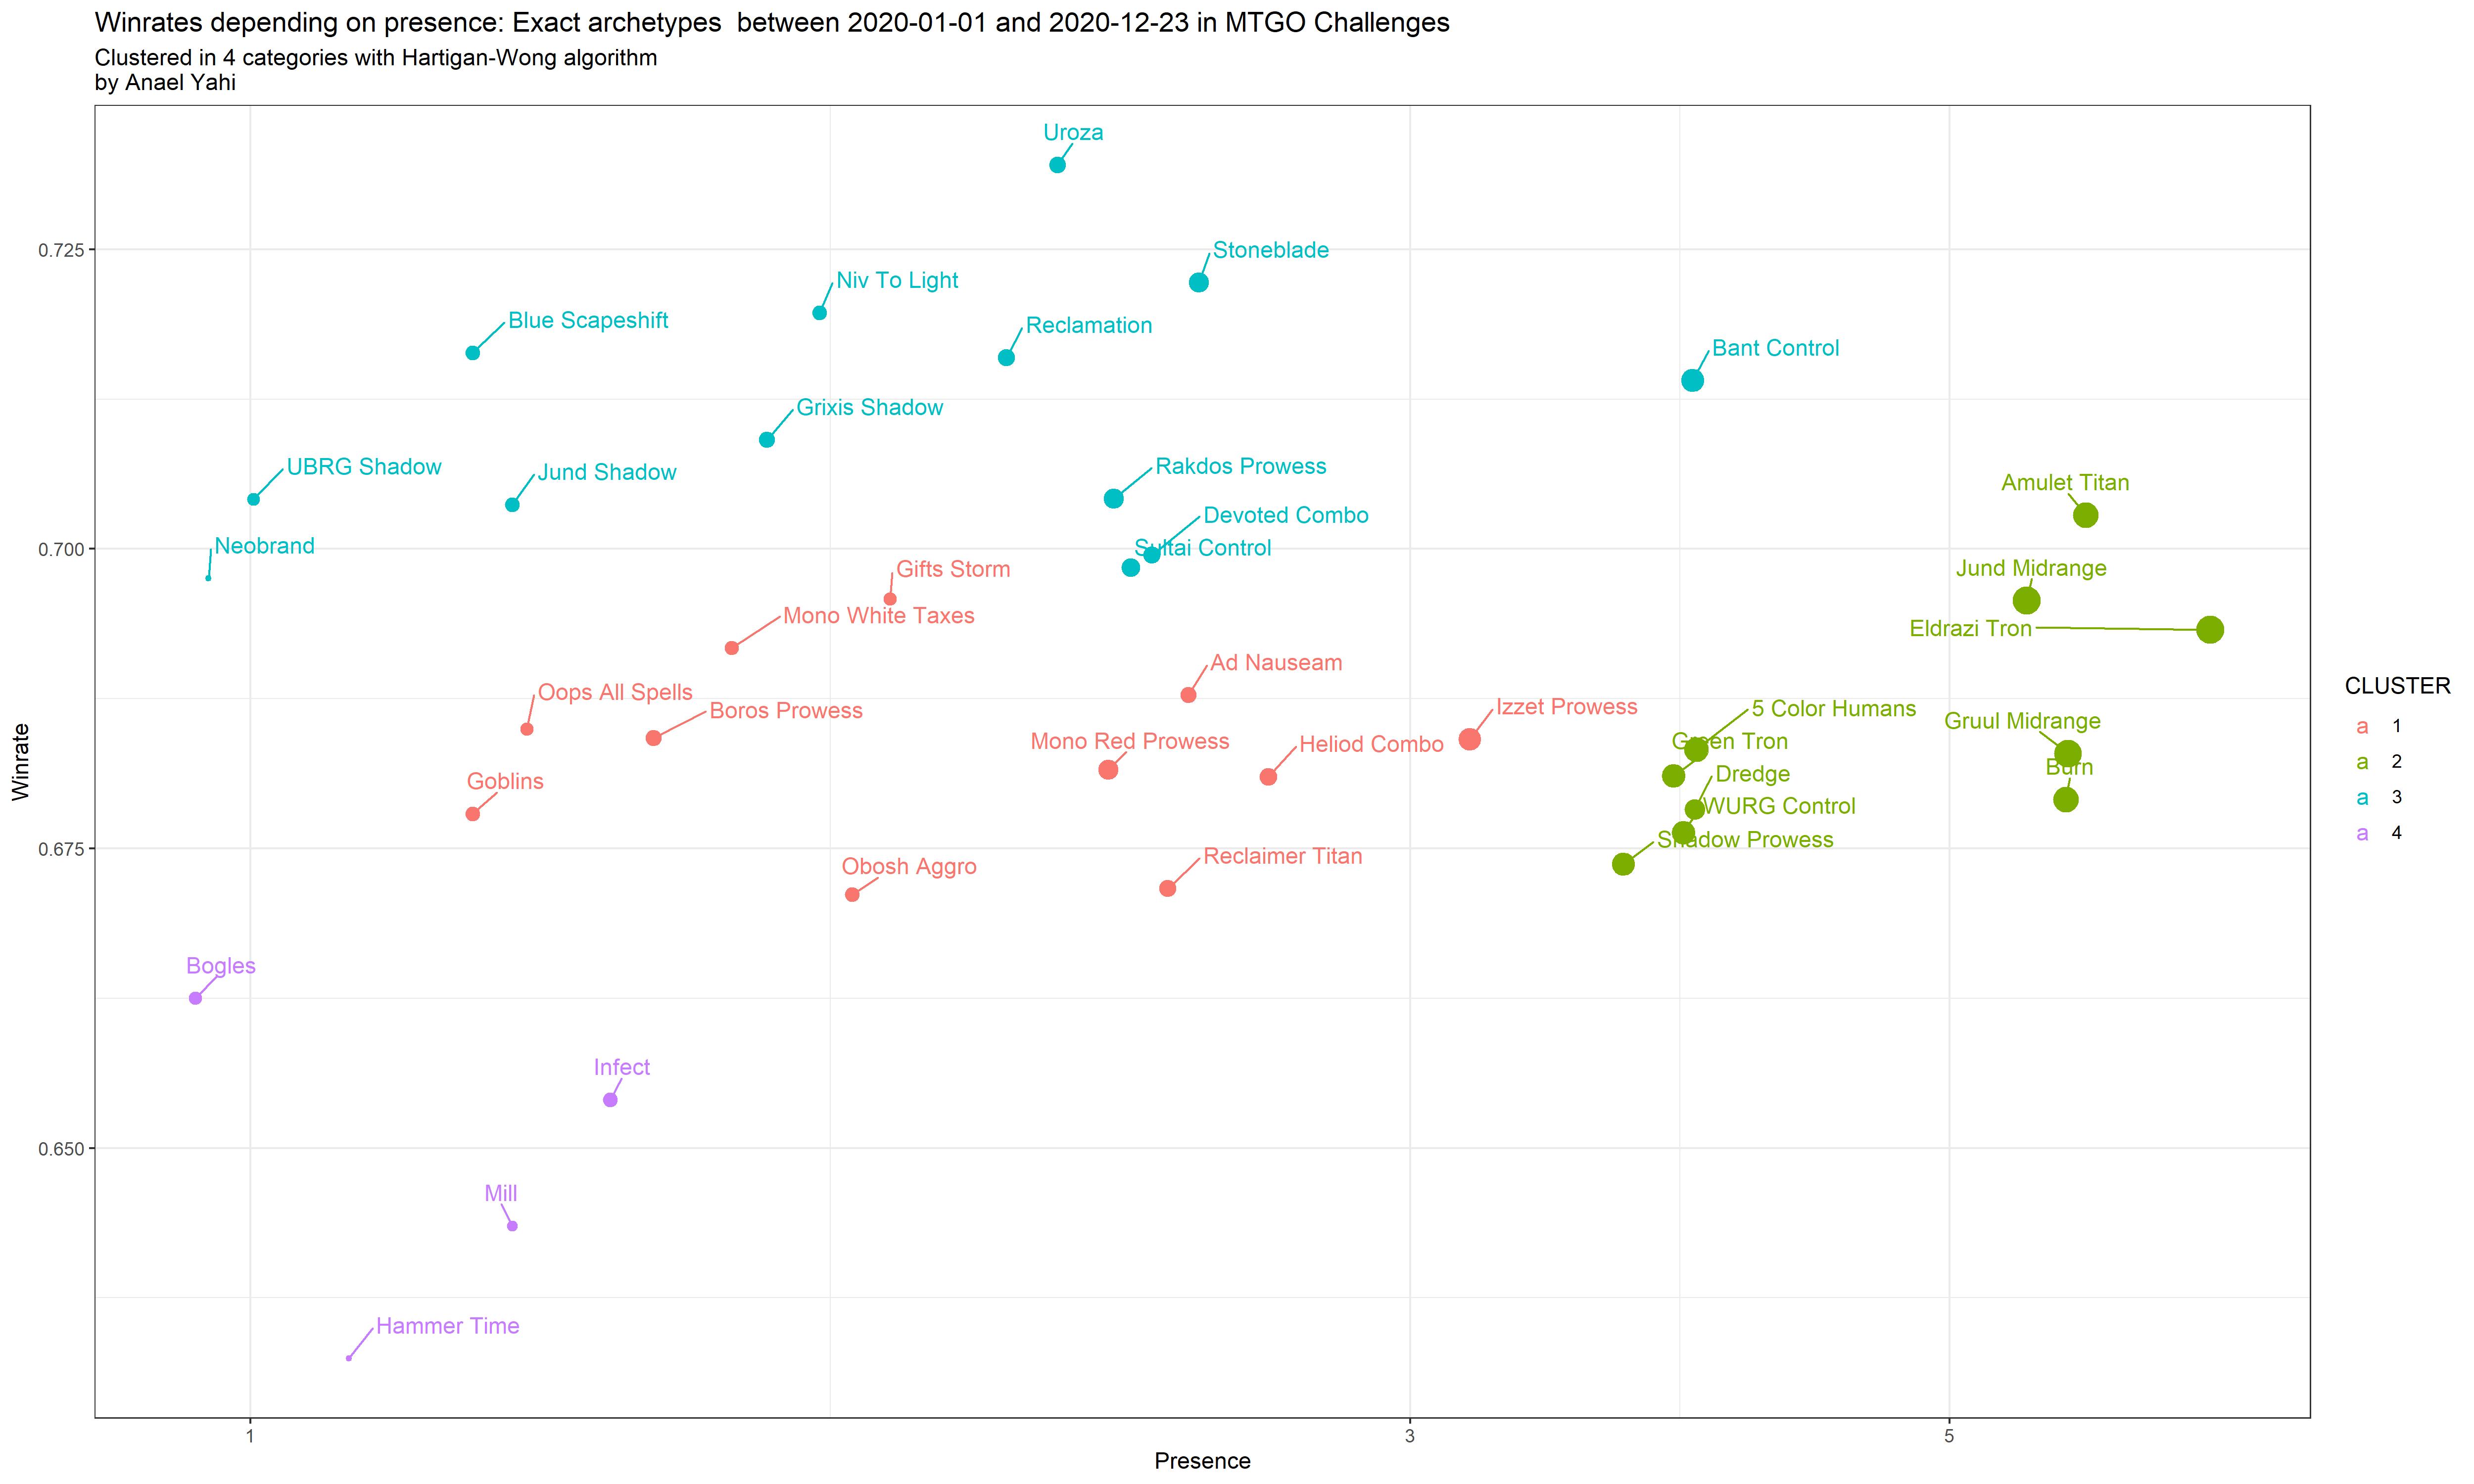 Winrates depending on presence: Exact archetypes  between 2020-01-01 and 2020-12-23 in MTGO Challenges
Clustered in 4 categories with Hartigan-Wong algorithm
by Anael Yahi
Uroza
0.725
Stoneblade
Niv To Light
Blue Scapeshift
Reclamation
Bant Control
Grixis Shadow
UBRG Shadow
Jund Shadow
Rakdos Prowess
Amulet Titan
Devoted Combo
0.700
Neobrand
Sultai Control
Gifts Storm
Jund Midrange
Mono White Taxes
Eldrazi Tron
Ad Nauseam
Oops All Spells
Boros Prowess
Izzet Prowess
5 Color Humans
Gruul Midrange
Mono Red Prowess
Heliod Combo
Green Tron
Burn
Goblins
Dredge
WURG Control
0.675
Shadow Prowess
Obosh Aggro
Reclaimer Titan
Bogles
Infect
0.650
Mill
Hammer Time
1
3
5
Presence
Winrate
CLUSTER
a 1
a 2
a 3
a 4